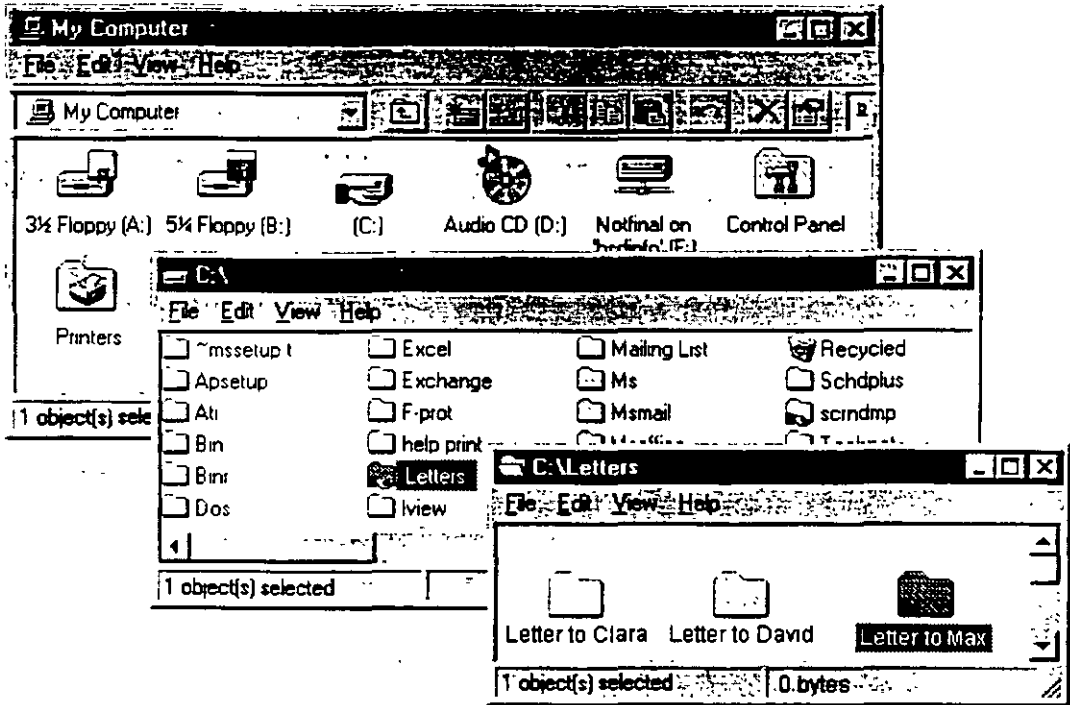 My Computer
File Edit View Help
My Computer
3½ Floppy (A:) 5¼ Floppy (B:) (C:) Audio CD (D:) Notfinal on Control Panel
Printers
1 object(s) sele
C:\
File Edit View Help
~mssetup t Excel Mailing List Recycled
Apsetup Exchange Ms Schdplus
Ati F-prot Msmail scrndmp
Bin help print
Binr Letters
Dos Iview
1 object(s) selected
C:\Letters
File Edit View Help
Letter to Clara Letter to David Letter to Max
1 object(s) selected 0 bytes